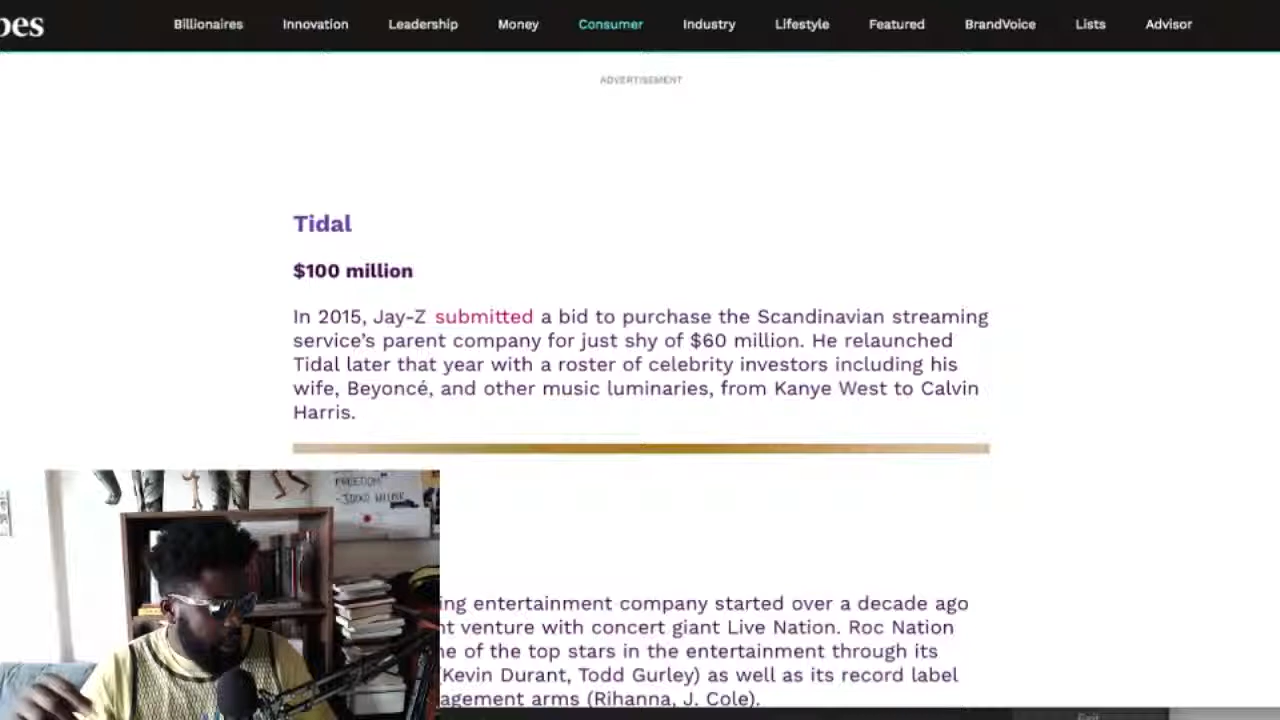 bes
Billionaires Innovation Leadership Money Consumer Industry Lifestyle Featured BrandVoice Lists Advisor
ADVERTISEMENT
Tidal
$100 million
In 2015, Jay-Z submitted a bid to purchase the Scandinavian streaming
service's parent company for just shy of $60 million. He relaunched
Tidal later that year with a roster of celebrity investors including his
wife, Beyoncé, and other music luminaries, from Kanye West to Calvin
Harris.
FREEDOM"
ing entertainment company started over a decade ago
nt venture with concert giant Live Nation. Roc Nation
ne of the top stars in the entertainment through its
(Kevin Durant, Todd Gurley) as well as its record label
agement arms (Rihanna, J. Cole).
Exit